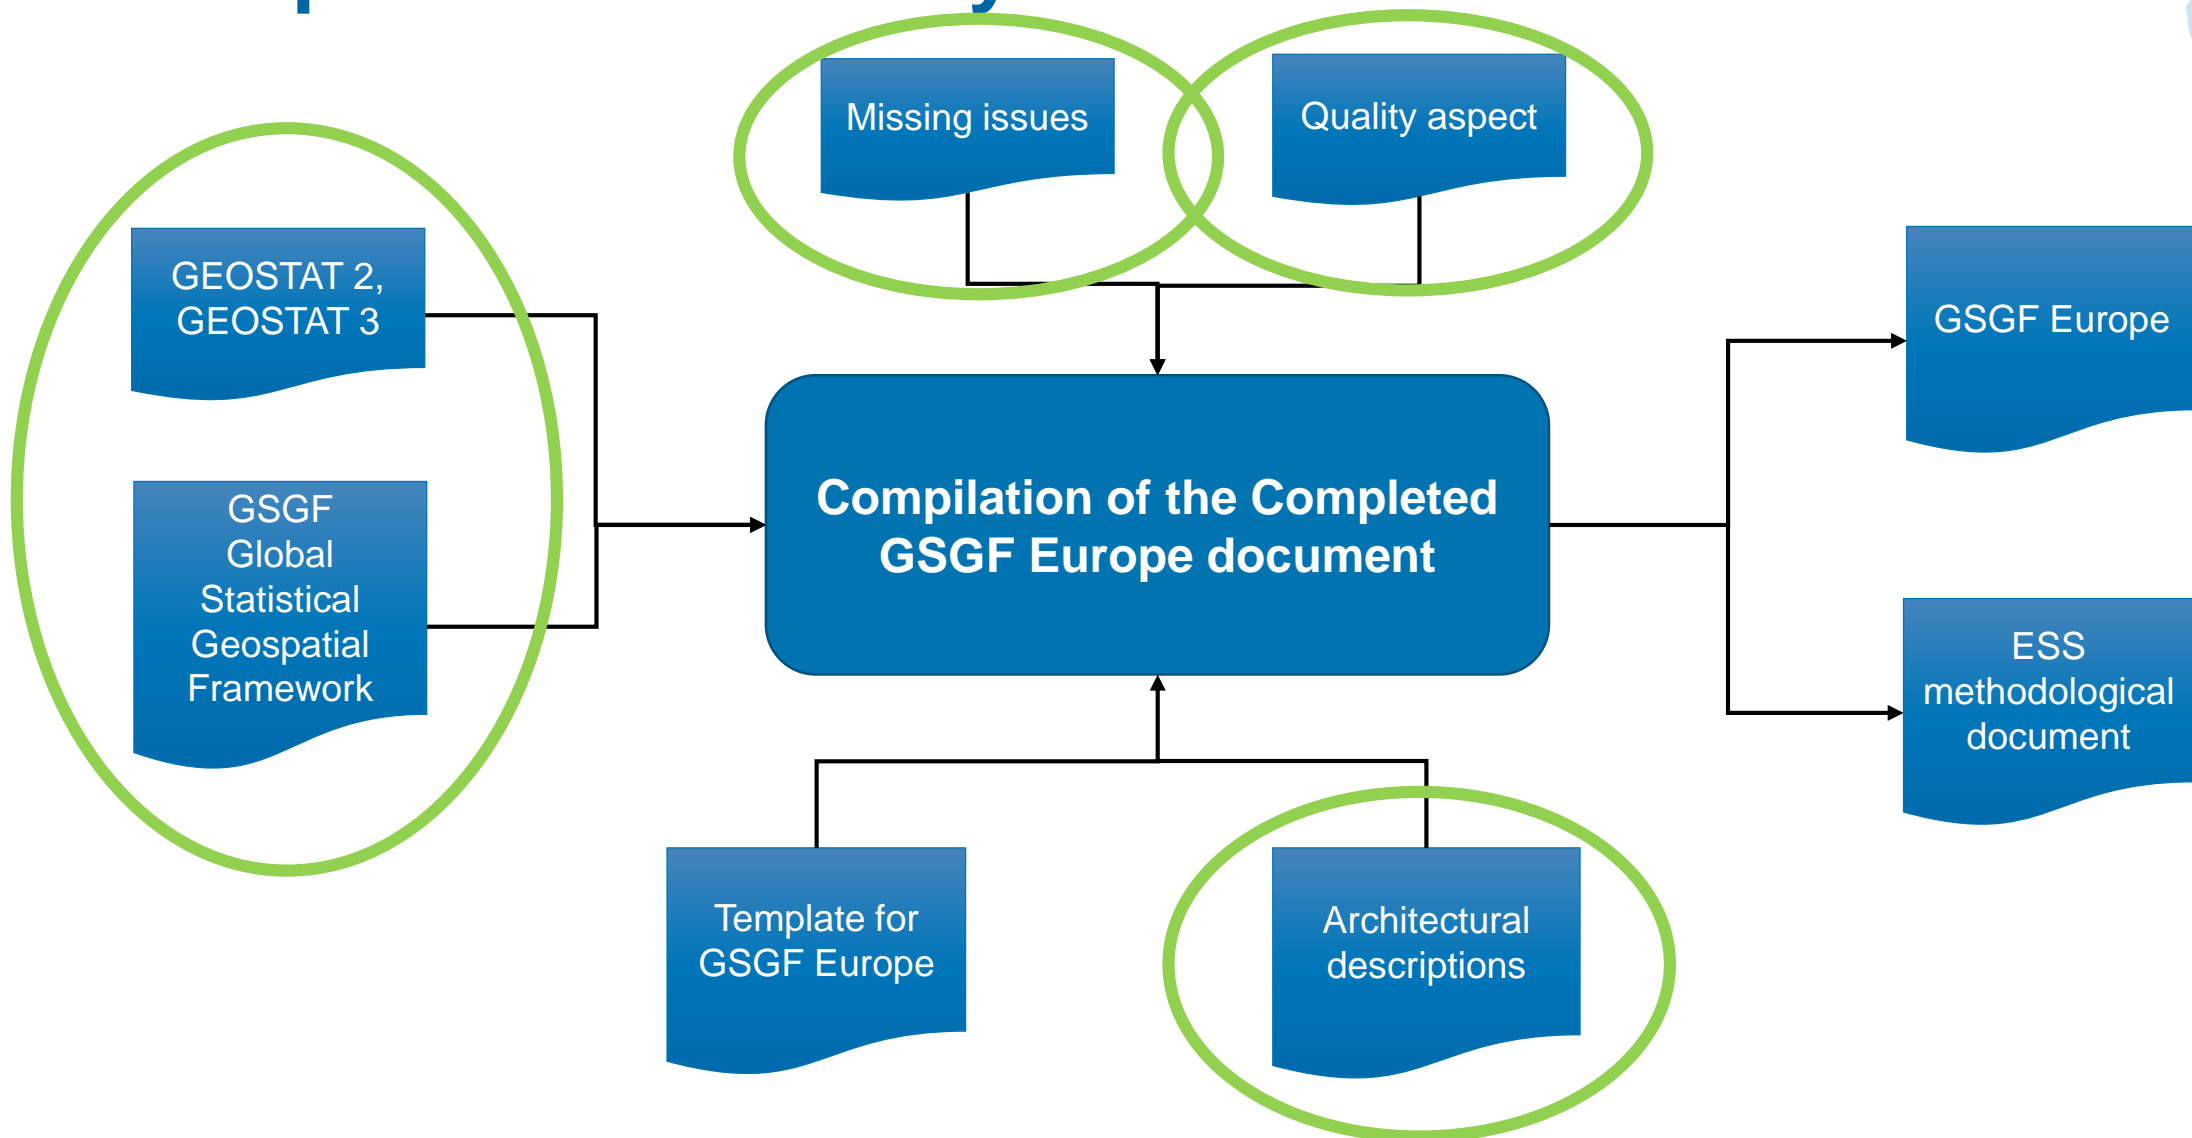 Missing issues
Quality aspect
GEOSTAT 2,
GEOSTAT 3
GSGF
Global
Statistical
Geospatial
Framework
Compilation of the Completed
GSGF Europe document
GSGF Europe
ESS
methodological
document
Template for
GSGF Europe
Architectural
descriptions